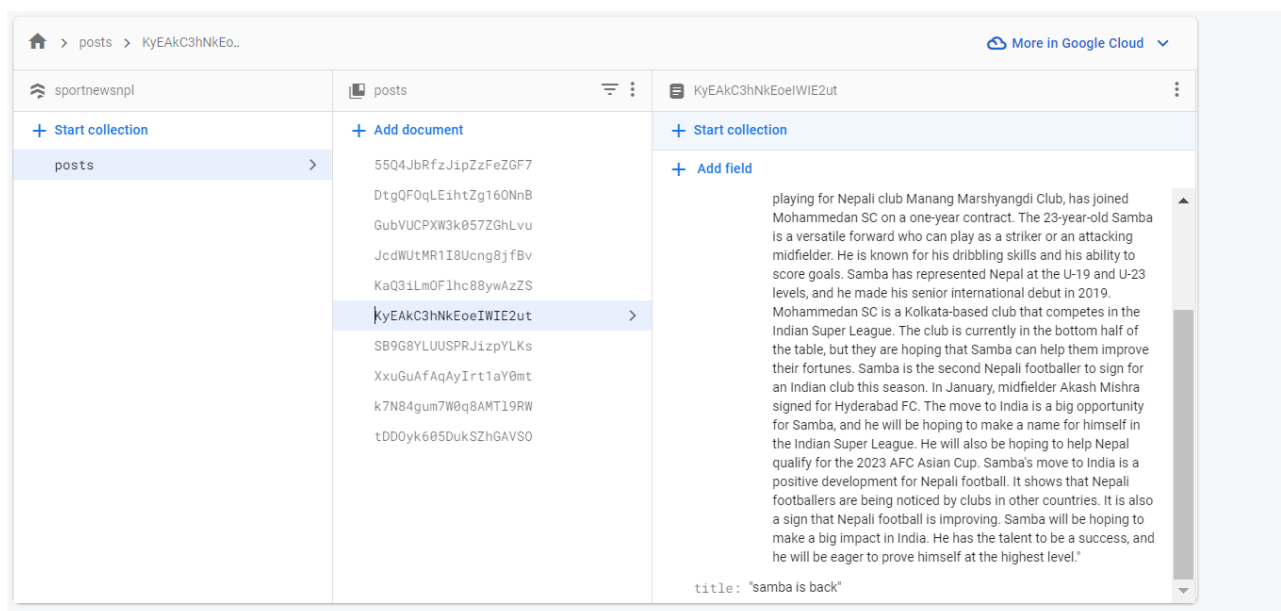 posts > KyEAkC3hNkEo..
More in Google Cloud
sportnewsnpl
posts
KyEAkC3hNkEoeIWIE2ut
+ Start collection
+ Add document
+ Start collection
posts
+ Add field
55Q4JbRfzJipZzFeZGF7
DtgQFOqLEihtZg16ONnB
GubVUCPXW3k057ZGhLvu
JcdWUtMR1I8Ucng8jfBv
KaQ3iLmOFlhc88ywAzZS
KyEAkC3hNkEoeIWIE2ut
SB9G8YLUUSPRJizpYLKs
XxuGuAfAqAyIrt1aY0mt
k7N84gum7W0q8AMTl9RW
tDDOyk605DukSZhGAVSO
playing for Nepali club Manang Marshyangdi Club, has joined
Mohammedan SC on a one-year contract. The 23-year-old Samba
is a versatile forward who can play as a striker or an attacking
midfielder. He is known for his dribbling skills and his ability to
score goals. Samba has represented Nepal at the U-19 and U-23
levels, and he made his senior international debut in 2019.
Mohammedan SC is a Kolkata-based club that competes in the
Indian Super League. The club is currently in the bottom half of
the table, but they are hoping that Samba can help them improve
their fortunes. Samba is the second Nepali footballer to sign for
an Indian club this season. In January, midfielder Akash Mishra
signed for Hyderabad FC. The move to India is a big opportunity
for Samba, and he will be hoping to make a name for himself in
the Indian Super League. He will also be hoping to help Nepal
qualify for the 2023 AFC Asian Cup. Samba's move to India is a
positive development for Nepali football. It shows that Nepali
footballers are being noticed by clubs in other countries. It is also
a sign that Nepali football is improving. Samba will be hoping to
make a big impact in India. He has the talent to be a success, and
he will be eager to prove himself at the highest level."
title: "samba is back"